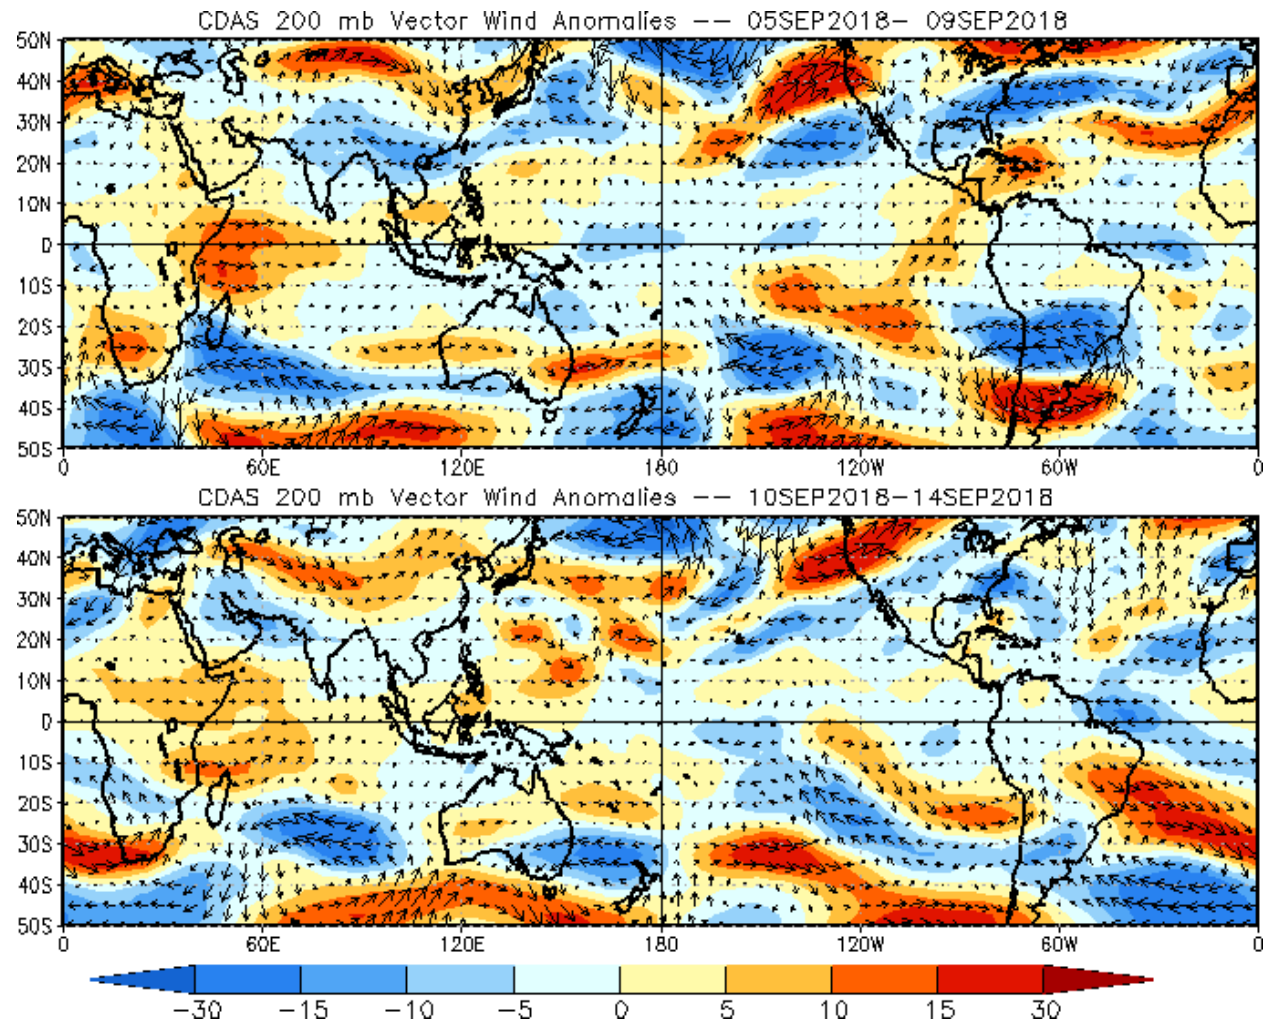 CDAS 200 mb Vector Wind Anomalies -- 05SEP2018- 09SEP2018
50N
40N
30N
20N
10N
0
10S
20S
30S
40S
50S
0 60E 120E 180 120W 60W 0
CDAS 200 mb Vector Wind Anomalies -- 10SEP2018-14SEP2018
50N
40N
30N
20N
10N
0
10S
20S
30S
40S
50S
0 60E 120E 180 120W 60W 0
-30 -15 -10 -5 0 5 10 15 30